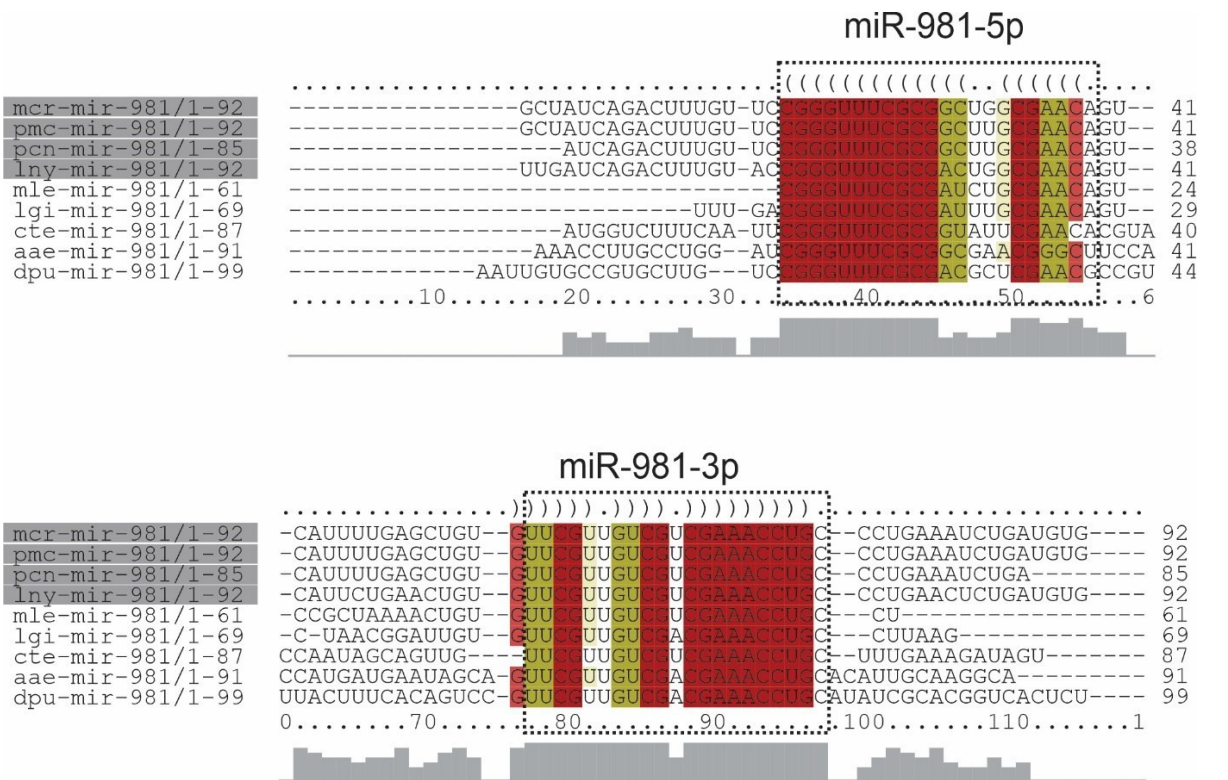 miR-981-5p
..................................(((((((((((((..((((((.....
mcr-mir-981/1-92 ----------------GCUAUCAGACUUUGU-UCCGGGUUUCGCGGCUGGCGAACAGU-- 41
pmc-mir-981/1-92 ----------------GCUAUCAGACUUUGU-UCCGGGUUUCGCGGCUUGCGAACAGU-- 41
pcn-mir-981/1-85 -------------------AUCAGACUUUGU-UCCGGGUUUCGCGGCUUGCGAACAGU-- 38
lny-mir-981/1-92 ----------------UUGAUCAGACUUUGU-ACCGGGUUUCGCGACUGGCGAACAGU-- 41
mle-mir-981/1-61 ----------------------------------CGGGUUUCGCGAUCUGCGAACAGU-- 24
lgi-mir-981/1-69 ----------------------------UUU-GACGGGUUUCGCGAUUUGCGAACAGU-- 29
cte-mir-981/1-87 -------------------AUGGUCUUUCAA-UUCGGGUUUCGCGGUAUUCGAACACGUA 40
aae-mir-981/1-91 -----------------AAACCUUGCCUGG--AUCGGGUUUCGCGGCGAACGGGCUUCCA 41
dpu-mir-981/1-99 -------------AAUUGUGCCGUGCUUG---UCCGGGUUUCGCGACGCUCGAACGCCGU 44
.........10.........20.........30.........40.........50.........6
miR-981-3p
................)))))).)))).))))))))).......................
mcr-mir-981/1-92 -CAUUUUGAGCUGU--GUUCGUUGUCGUCGAAACCUGC--CCUGAAAUCUGAUGUG---- 92
pmc-mir-981/1-92 -CAUUUUGAGCUGU--GUUCGUUGUCGUCGAAACCUGC--CCUGAAAUCUGAUGUG---- 92
pcn-mir-981/1-85 -CAUUUUGAGCUGU--GUUCGUUGUCGUCGAAACCUGC--CCUGAAAUCUGA-------- 85
lny-mir-981/1-92 -CAUUCUGAACUGU--GUUCGUUGUCGUCGAAACCUGC--CCUGAACUCUGAUGUG---- 92
mle-mir-981/1-61 -CCGCUAAAACUGU--GUUCGUUGUCGUCGAAACCUGC--CU------------------ 61
lgi-mir-981/1-69 -C-UAACGGAUUGU--GUUCGUUGUCGACGAAACCUGC--CUUAAG-------------- 69
cte-mir-981/1-87 CCAAUAGCAGUUG----UUCGUUGUCGUCGAAACCUGC--UUUGAAAGAUAGU------- 87
aae-mir-981/1-91 CCAUGAUGAAUAGCA-GUUCGUUGUCGACGAAACCUGCACAUUGCAAGGCA--------- 91
dpu-mir-981/1-99 UUACUUUCACAGUCC-GUUCGUUGUCGACGAAACCUGCAUAUCGCACGGUCACUCU---- 99
0.........70.........80.........90.........100.........110.........1